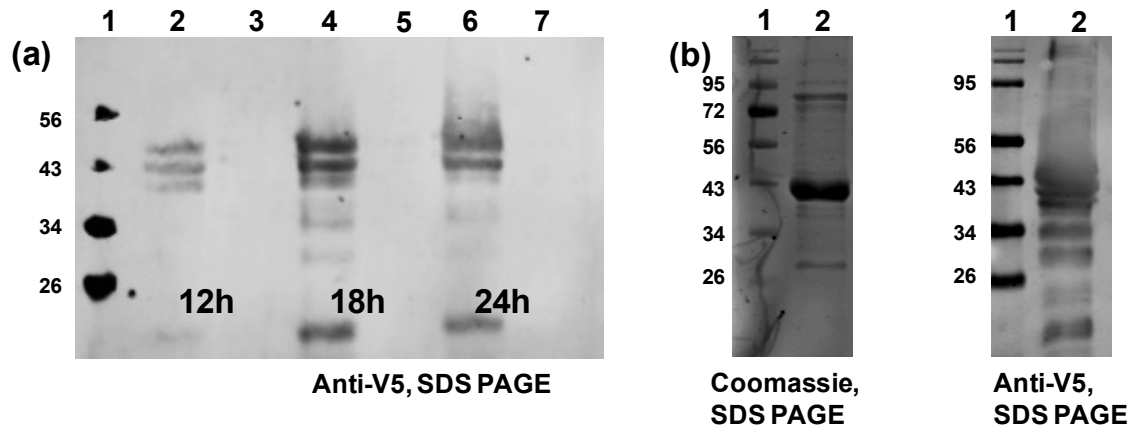 1 2 3 4 5 6 7
(a)
56
43
34
26
12h 18h 24h
Anti-V5, SDS PAGE
(b)
1 2
95
72
56
43
34
26
Coomassie,
SDS PAGE
1 2
95
56
43
34
26
Anti-V5,
SDS PAGE